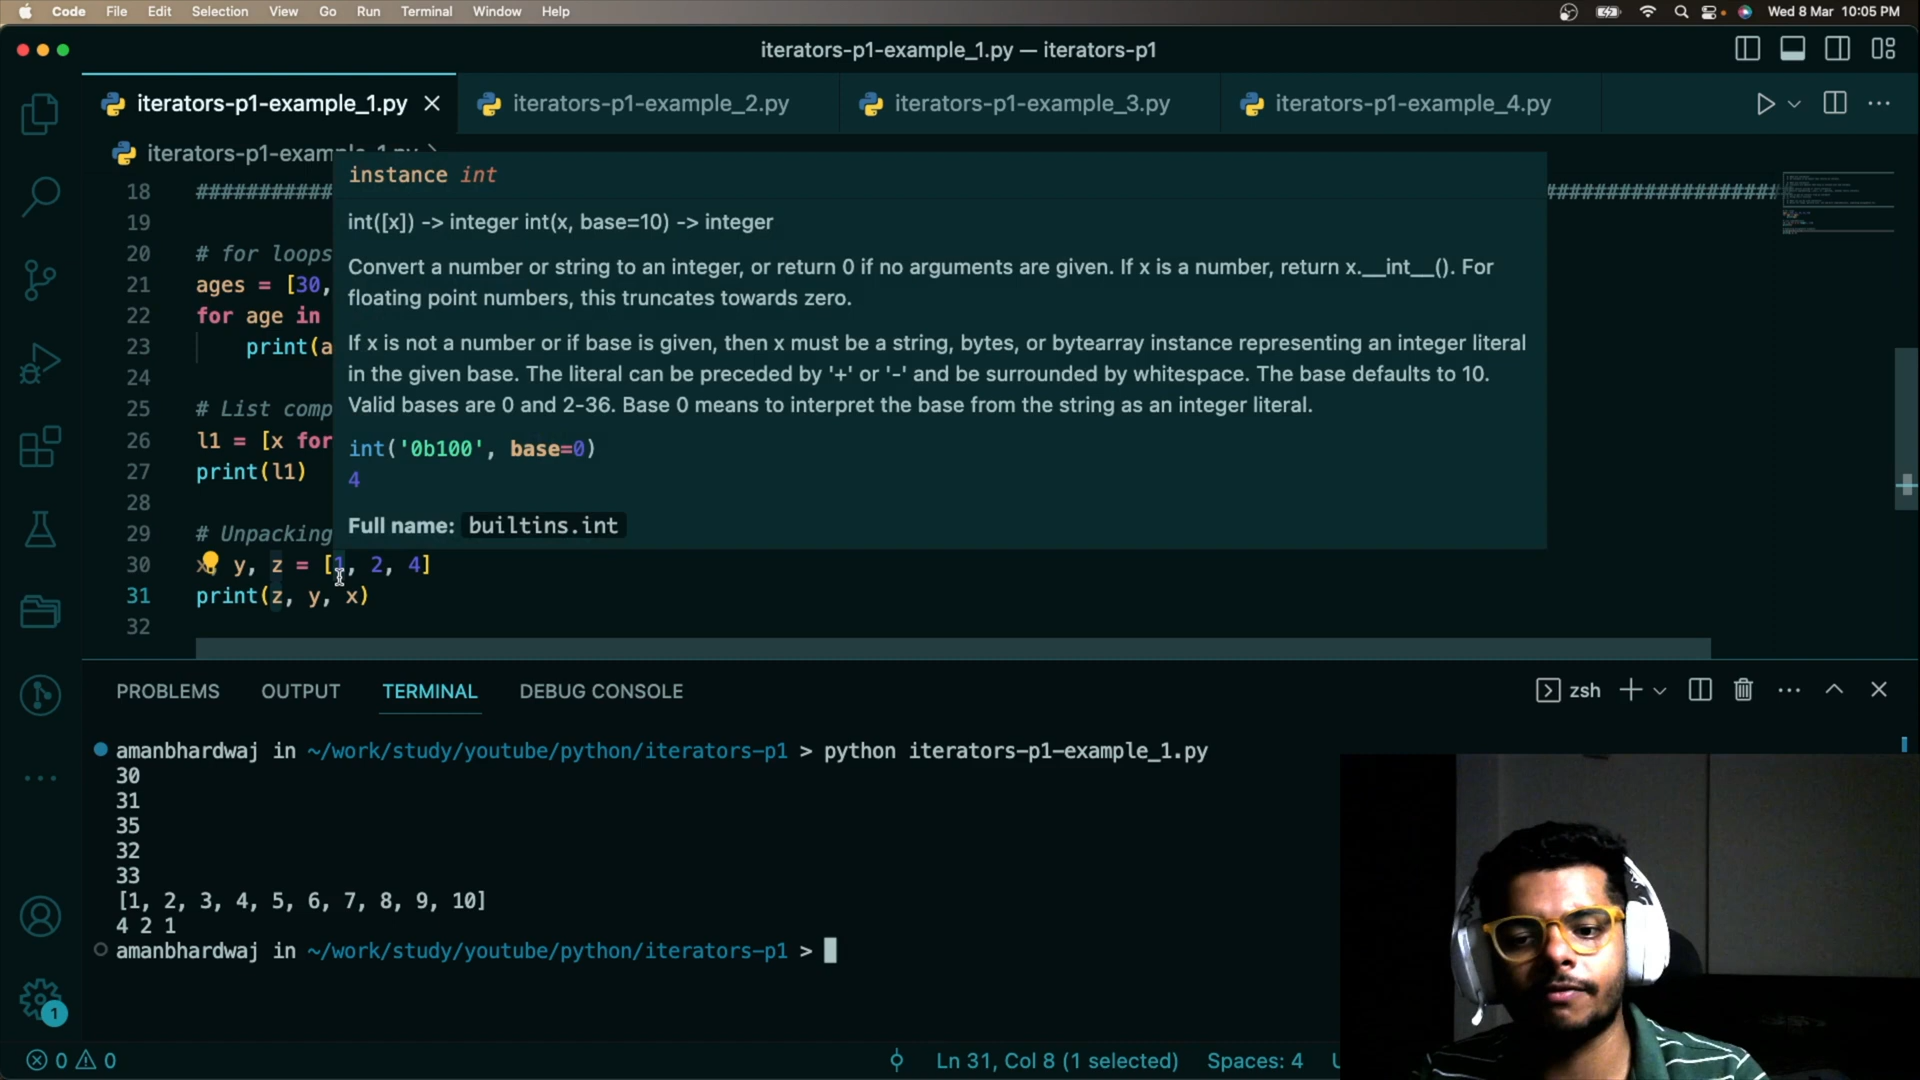 Code File Edit Selection View Go Run Terminal Window Help
Wed 8 Mar 10:05 PM
iterators-p1-example_1.py — iterators-p1
iterators-p1-example_1.py
iterators-p1-example_2.py
iterators-p1-example_3.py
iterators-p1-example_4.py
iterators-p1-example_1.py >
instance int
int([x]) -> integer int(x, base=10) -> integer
Convert a number or string to an integer, or return 0 if no arguments are given. If x is a number, return x.__int__(). For
floating point numbers, this truncates towards zero.
If x is not a number or if base is given, then x must be a string, bytes, or bytearray instance representing an integer literal
in the given base. The literal can be preceded by '+' or '-' and be surrounded by whitespace. The base defaults to 10.
Valid bases are 0 and 2-36. Base 0 means to interpret the base from the string as an integer literal.
int('0b100', base=0)
4
Full name: builtins.int
18 ###########
19
20 # for loops
21 ages = [30,
22 for age in
23 print(a
24
25 # List comp
26 l1 = [x for
27 print(l1)
28
29 # Unpacking
30 x, y, z = [1, 2, 4]
31 print(z, y, x)
32
PROBLEMS OUTPUT TERMINAL DEBUG CONSOLE
zsh
amanbhardwaj in ~/work/study/youtube/python/iterators-p1 > python iterators-p1-example_1.py
30
31
35
32
33
[1, 2, 3, 4, 5, 6, 7, 8, 9, 10]
4 2 1
amanbhardwaj in ~/work/study/youtube/python/iterators-p1 >
1
0 0
Ln 31, Col 8 (1 selected) Spaces: 4